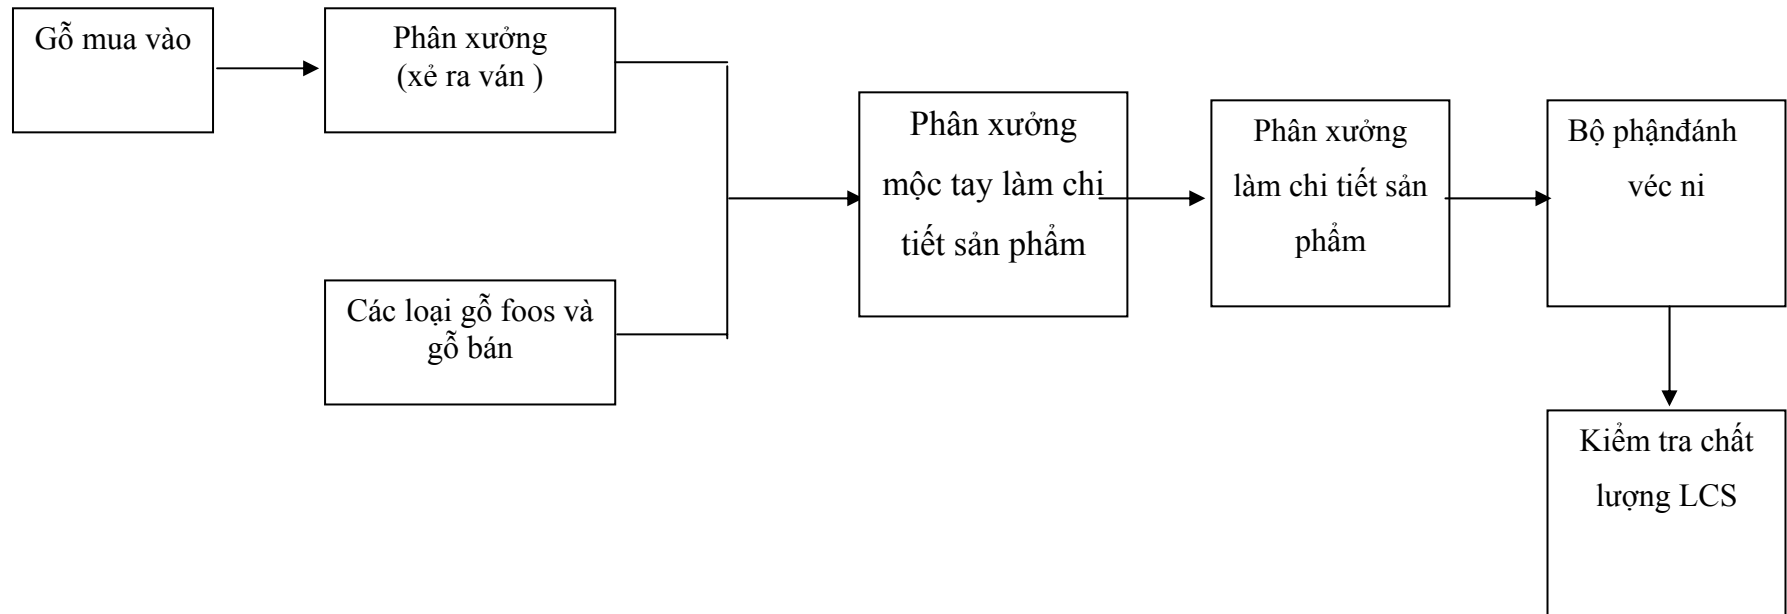 Gỗ mua vào
Phân xưởng
(xẻ ra ván )
Các loại gỗ foos và
gỗ bán
Phân xưởng
mộc tay làm chi
tiết sản phẩm
Phân xưởng
làm chi tiết sản
phẩm
Bộ phậnđánh
véc ni
Kiểm tra chất
lượng LCS